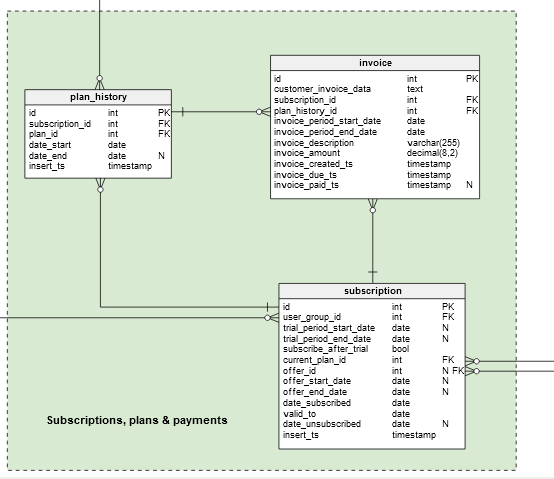 plan_history
id int PK
subscription_id int FK
plan_id int FK
date_start date
date_end date N
insert_ts timestamp
invoice
id int PK
customer_invoice_data text
subscription_id int FK
plan_history_id int FK
invoice_period_start_date date
invoice_period_end_date date
invoice_description varchar(255)
invoice_amount decimal(8,2)
invoice_created_ts timestamp
invoice_due_ts timestamp
invoice_paid_ts timestamp N
subscription
id int PK
user_group_id int FK
trial_period_start_date date N
trial_period_end_date date N
subscribe_after_trial bool
current_plan_id int FK
offer_id int N FK
offer_start_date date N
offer_end_date date N
date_subscribed date
valid_to date
date_unsubscribed date N
insert_ts timestamp
Subscriptions, plans & payments